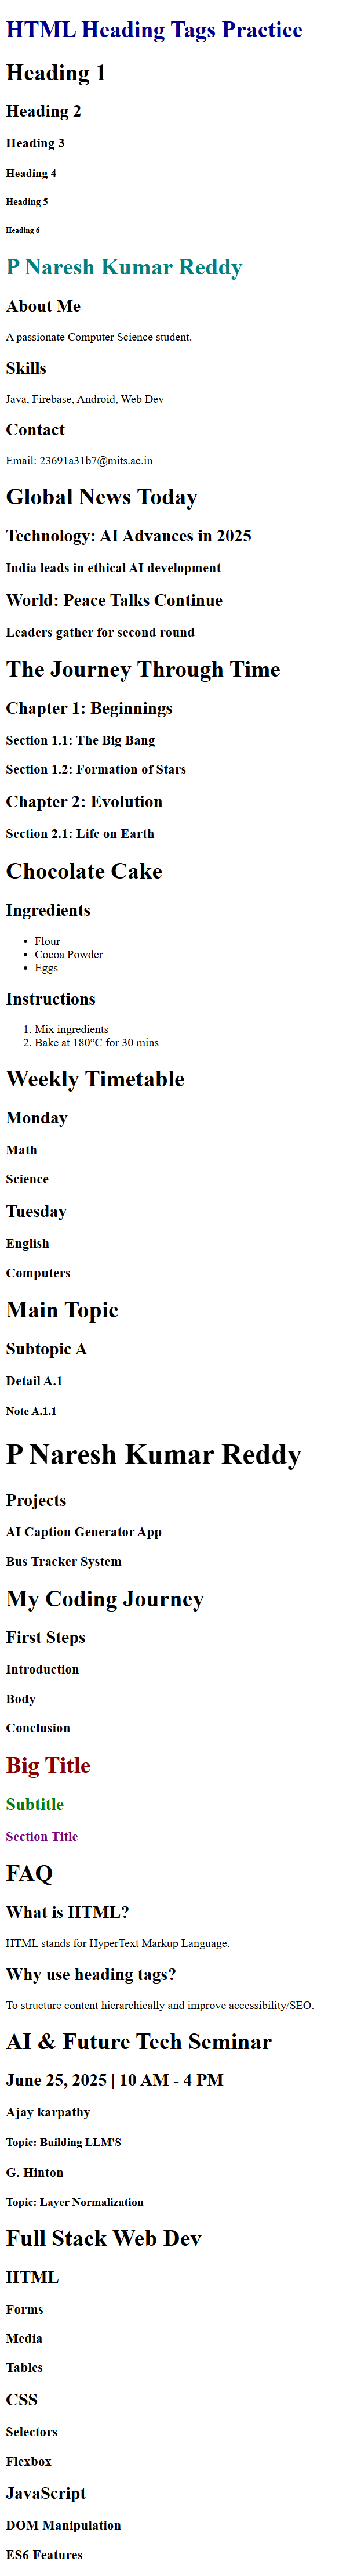 HTML Heading Tags Practice
Heading 1
Heading 2
Heading 3
Heading 4
Heading 5
Heading 6
P Naresh Kumar Reddy
About Me
A passionate Computer Science student.
Skills
Java, Firebase, Android, Web Dev
Contact
Email: 23691a31b7@mits.ac.in
Global News Today
Technology: AI Advances in 2025
India leads in ethical AI development
World: Peace Talks Continue
Leaders gather for second round
The Journey Through Time
Chapter 1: Beginnings
Section 1.1: The Big Bang
Section 1.2: Formation of Stars
Chapter 2: Evolution
Section 2.1: Life on Earth
Chocolate Cake
Ingredients
• Flour
• Cocoa Powder
• Eggs
Instructions
1. Mix ingredients
2. Bake at 180°C for 30 mins
Weekly Timetable
Monday
Math
Science
Tuesday
English
Computers
Main Topic
Subtopic A
Detail A.1
Note A.1.1
P Naresh Kumar Reddy
Projects
AI Caption Generator App
Bus Tracker System
My Coding Journey
First Steps
Introduction
Body
Conclusion
Big Title
Subtitle
Section Title
FAQ
What is HTML?
HTML stands for HyperText Markup Language.
Why use heading tags?
To structure content hierarchically and improve accessibility/SEO.
AI & Future Tech Seminar
June 25, 2025 | 10 AM - 4 PM
Ajay karpathy
Topic: Building LLM'S
G. Hinton
Topic: Layer Normalization
Full Stack Web Dev
HTML
Forms
Media
Tables
CSS
Selectors
Flexbox
JavaScript
DOM Manipulation
ES6 Features